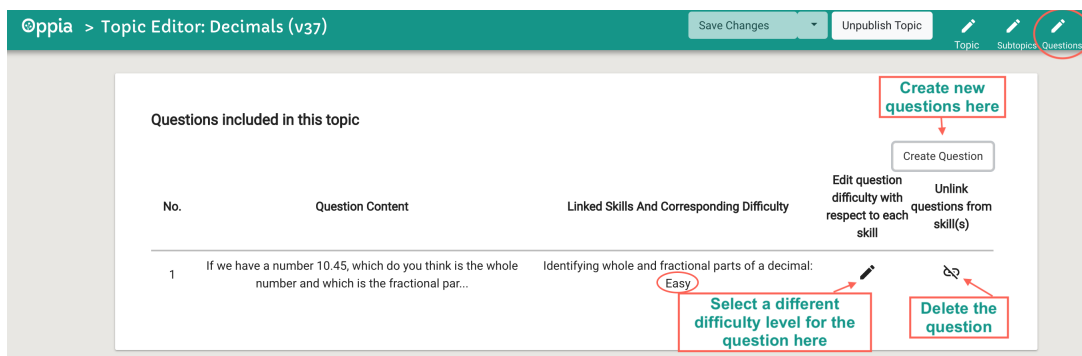 Oppia > Topic Editor: Decimals (v37)
Save Changes
Unpublish Topic
Topic
Subtopics
Questions
Create new
questions here
Questions included in this topic
Create Question
No.
Question Content
Linked Skills And Corresponding Difficulty
Edit question
difficulty with
respect to each
skill
Unlink
questions from
skill(s)
1
If we have a number 10.45, which do you think is the whole
number and which is the fractional par...
Identifying whole and fractional parts of a decimal:
Easy
Select a different
difficulty level for the
question here
Delete the
question